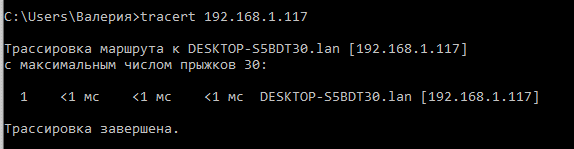 C:\Users\Валерия>tracert 192.168.1.117
Трассировка маршрута к DESKTOP-S5BDT30.lan [192.168.1.117]
с максимальным числом прыжков 30:
1 <1 мс <1 мс <1 мс DESKTOP-S5BDT30.lan [192.168.1.117]
Трассировка завершена.